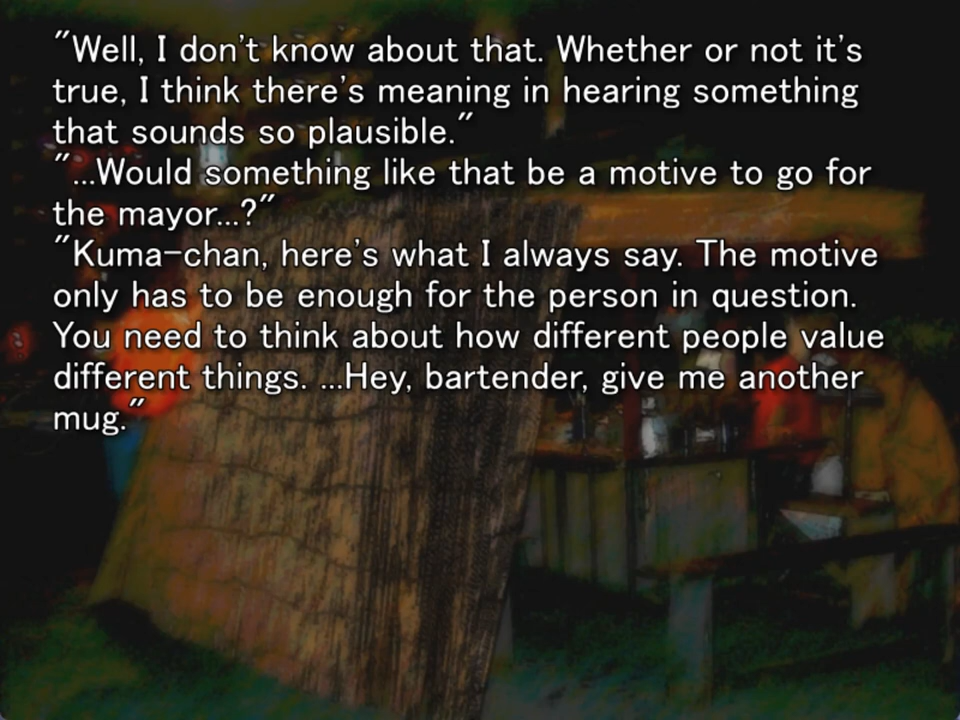 "Well, I don't know about that. Whether or not it's
true, I think there's meaning in hearing something
that sounds so plausible."
"...Would something like that be a motive to go for
the mayor...?"
"Kuma-chan, here's what I always say. The motive
only has to be enough for the person in question.
You need to think about how different people value
different things. ...Hey, bartender, give me another
mug."